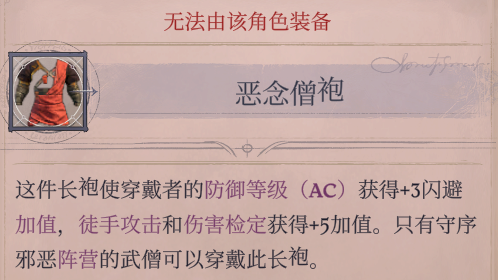 无法由该角色装备
恶念僧袍
这件长袍使穿戴者的防御等级（AC）获得+3闪避
加值，徒手攻击和伤害检定获得+5加值。只有守序
邪恶阵营的武僧可以穿戴此长袍。